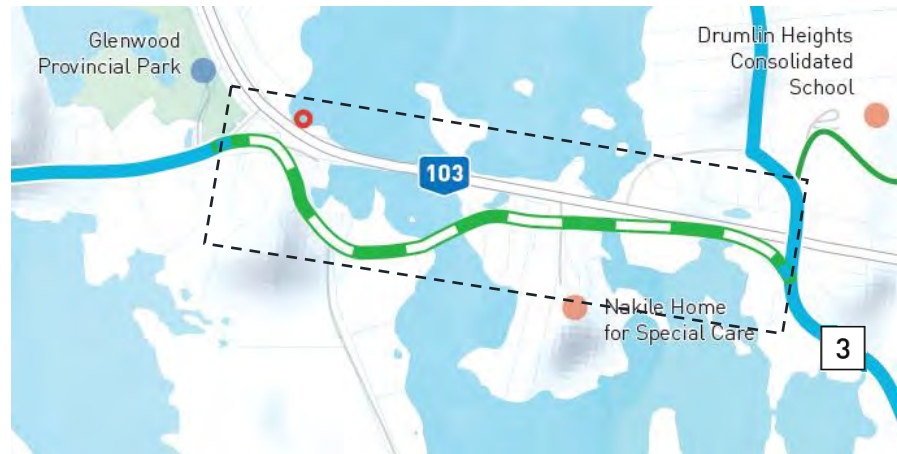 Glenwood
Provincial Park
Drumlin Heights
Consolidated
School
103
Nakile Home
for Special Care
3